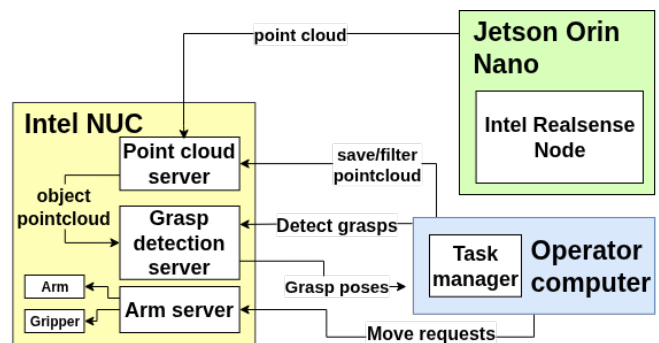 point cloud
Jetson Orin
Nano
Intel Realsense
Node
Intel NUC
Point cloud
server
save/filter
pointcloud
object
pointcloud
Grasp
detection
server
Detect grasps
Task
manager
Operator
computer
Grasp poses
Arm
Gripper
Arm server
Move requests